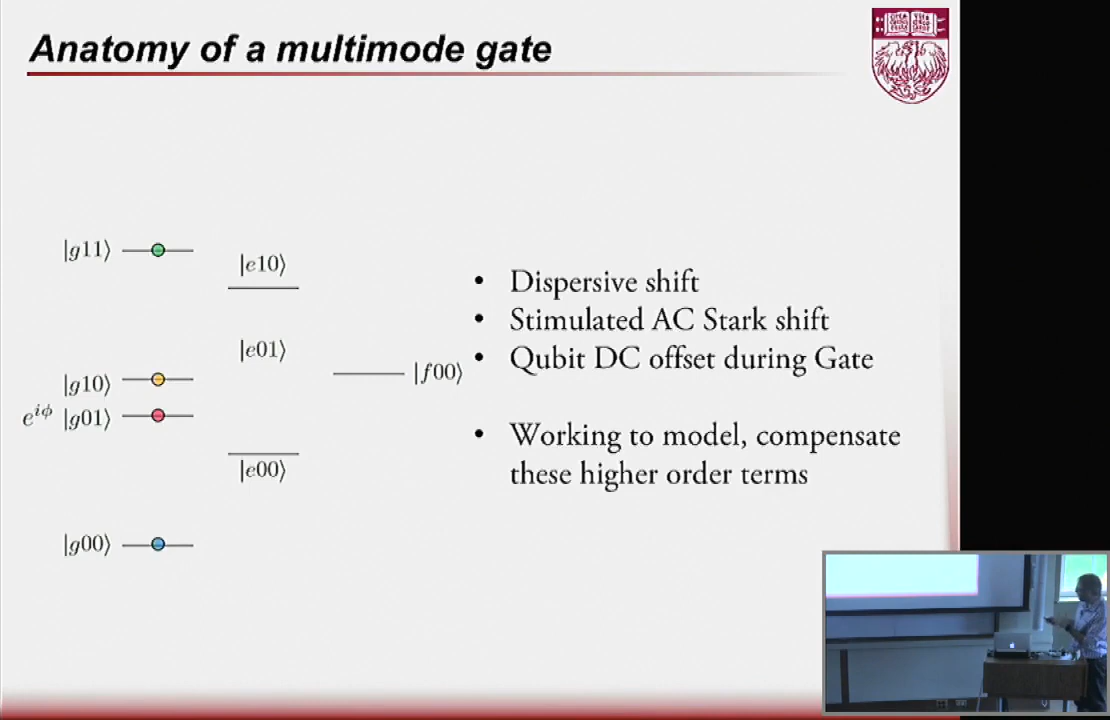 Anatomy of a multimode gate
|g11⟩
|e10⟩
|e01⟩
|g10⟩
e^{iϕ} |g01⟩
|e00⟩
|g00⟩
|f00⟩
• Dispersive shift
• Stimulated AC Stark shift
• Qubit DC offset during Gate
• Working to model, compensate
these higher order terms